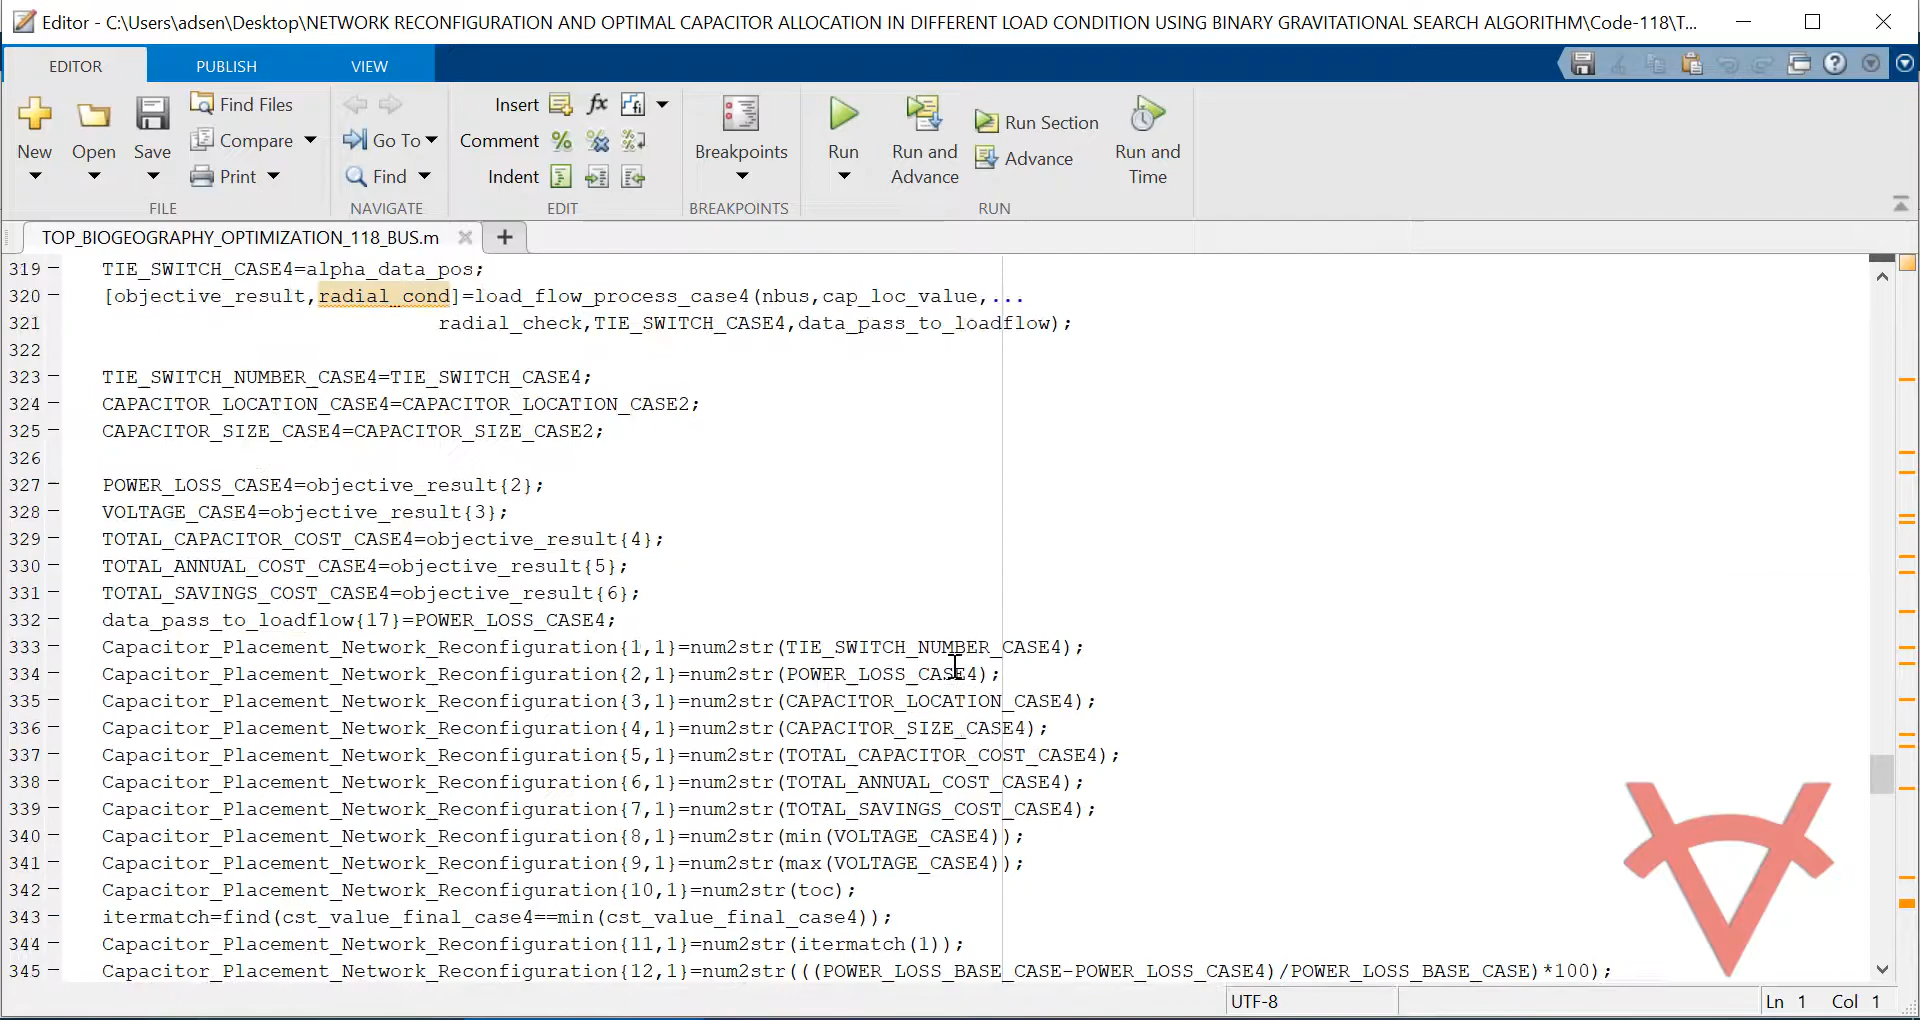 Editor - C:\Users\adsen\Desktop\NETWORK RECONFIGURATION AND OPTIMAL CAPACITOR ALLOCATION IN DIFFERENT LOAD CONDITION USING BINARY GRAVITATIONAL SEARCH ALGORITHM\Code-118\T...
EDITOR PUBLISH VIEW
New Open Save Find Files Compare Print
FILE
Go To Find
NAVIGATE
Insert fx
Comment
Indent
EDIT
Breakpoints
BREAKPOINTS
Run Run and Advance Run Section Advance Run and Time
RUN
TOP_BIOGEOGRAPHY_OPTIMIZATION_118_BUS.m
319 - TIE_SWITCH_CASE4=alpha_data_pos;
320 - [objective_result,radial_cond]=load_flow_process_case4(nbus,cap_loc_value,...
321 radial_check,TIE_SWITCH_CASE4,data_pass_to_loadflow);
322
323 - TIE_SWITCH_NUMBER_CASE4=TIE_SWITCH_CASE4;
324 - CAPACITOR_LOCATION_CASE4=CAPACITOR_LOCATION_CASE2;
325 - CAPACITOR_SIZE_CASE4=CAPACITOR_SIZE_CASE2;
326
327 - POWER_LOSS_CASE4=objective_result{2};
328 - VOLTAGE_CASE4=objective_result{3};
329 - TOTAL_CAPACITOR_COST_CASE4=objective_result{4};
330 - TOTAL_ANNUAL_COST_CASE4=objective_result{5};
331 - TOTAL_SAVINGS_COST_CASE4=objective_result{6};
332 - data_pass_to_loadflow{17}=POWER_LOSS_CASE4;
333 - Capacitor_Placement_Network_Reconfiguration{1,1}=num2str(TIE_SWITCH_NUMBER_CASE4);
334 - Capacitor_Placement_Network_Reconfiguration{2,1}=num2str(POWER_LOSS_CASE4);
335 - Capacitor_Placement_Network_Reconfiguration{3,1}=num2str(CAPACITOR_LOCATION_CASE4);
336 - Capacitor_Placement_Network_Reconfiguration{4,1}=num2str(CAPACITOR_SIZE_CASE4);
337 - Capacitor_Placement_Network_Reconfiguration{5,1}=num2str(TOTAL_CAPACITOR_COST_CASE4);
338 - Capacitor_Placement_Network_Reconfiguration{6,1}=num2str(TOTAL_ANNUAL_COST_CASE4);
339 - Capacitor_Placement_Network_Reconfiguration{7,1}=num2str(TOTAL_SAVINGS_COST_CASE4);
340 - Capacitor_Placement_Network_Reconfiguration{8,1}=num2str(min(VOLTAGE_CASE4));
341 - Capacitor_Placement_Network_Reconfiguration{9,1}=num2str(max(VOLTAGE_CASE4));
342 - Capacitor_Placement_Network_Reconfiguration{10,1}=num2str(toc);
343 - itermatch=find(cst_value_final_case4==min(cst_value_final_case4));
344 - Capacitor_Placement_Network_Reconfiguration{11,1}=num2str(itermatch(1));
345 - Capacitor_Placement_Network_Reconfiguration{12,1}=num2str(((POWER_LOSS_BASE_CASE-POWER_LOSS_CASE4)/POWER_LOSS_BASE_CASE)*100);
UTF-8 Ln 1 Col 1